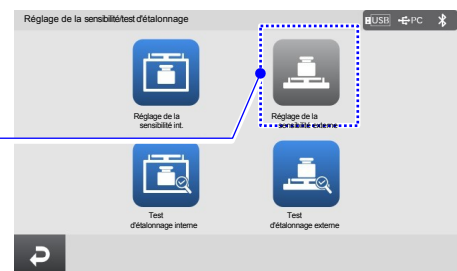 Réglage de la sensibilité/test d'étalonnage
USB PC
Réglage de la
sensibilité int.
Réglage de la
sensibilité externe
Test
d'étalonnage interne
Test
d'étalonnage externe